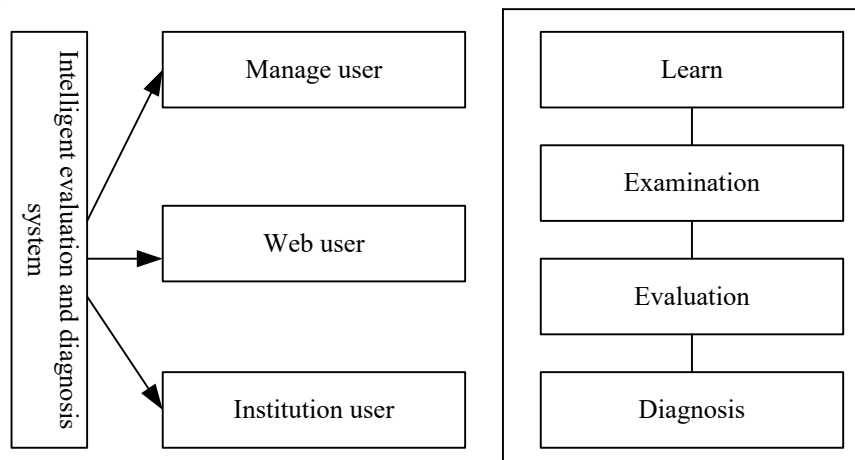 Intelligent evaluation and diagnosis
system
Manage user
Web user
Institution user
Learn
Examination
Evaluation
Diagnosis